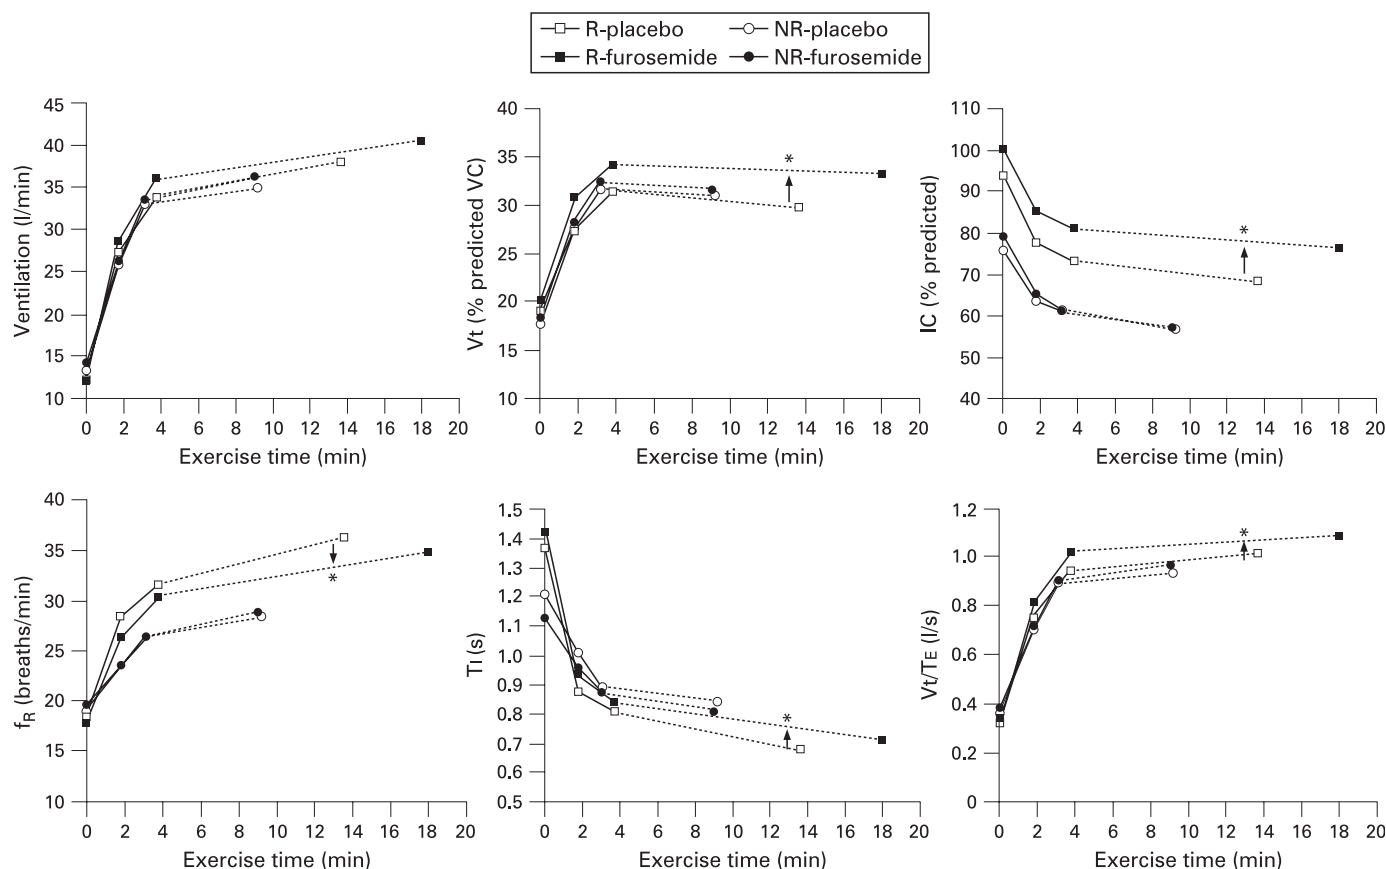 R-placebo NR-placebo
R-furosemide NR-furosemide
Ventilation (l/min)
45
40
35
30
25
20
15
10
0 2 4 6 8 10 12 14 16 18 20
Exercise time (min)
Vt (% predicted VC)
40
35
30
25
20
15
10
*
0 2 4 6 8 10 12 14 16 18 20
Exercise time (min)
IC (% predicted)
110
100
90
80
70
60
50
40
*
0 2 4 6 8 10 12 14 16 18 20
Exercise time (min)
fR (breaths/min)
40
35
30
25
20
15
10
*
0 2 4 6 8 10 12 14 16 18 20
Exercise time (min)
TI (s)
1.5
1.4
1.3
1.2
1.1
1.0
0.9
0.8
0.7
0.6
0.5
*
0 2 4 6 8 10 12 14 16 18 20
Exercise time (min)
Vt/TE (l/s)
1.2
1.0
0.8
0.6
0.4
0.2
0
*
0 2 4 6 8 10 12 14 16 18 20
Exercise time (min)